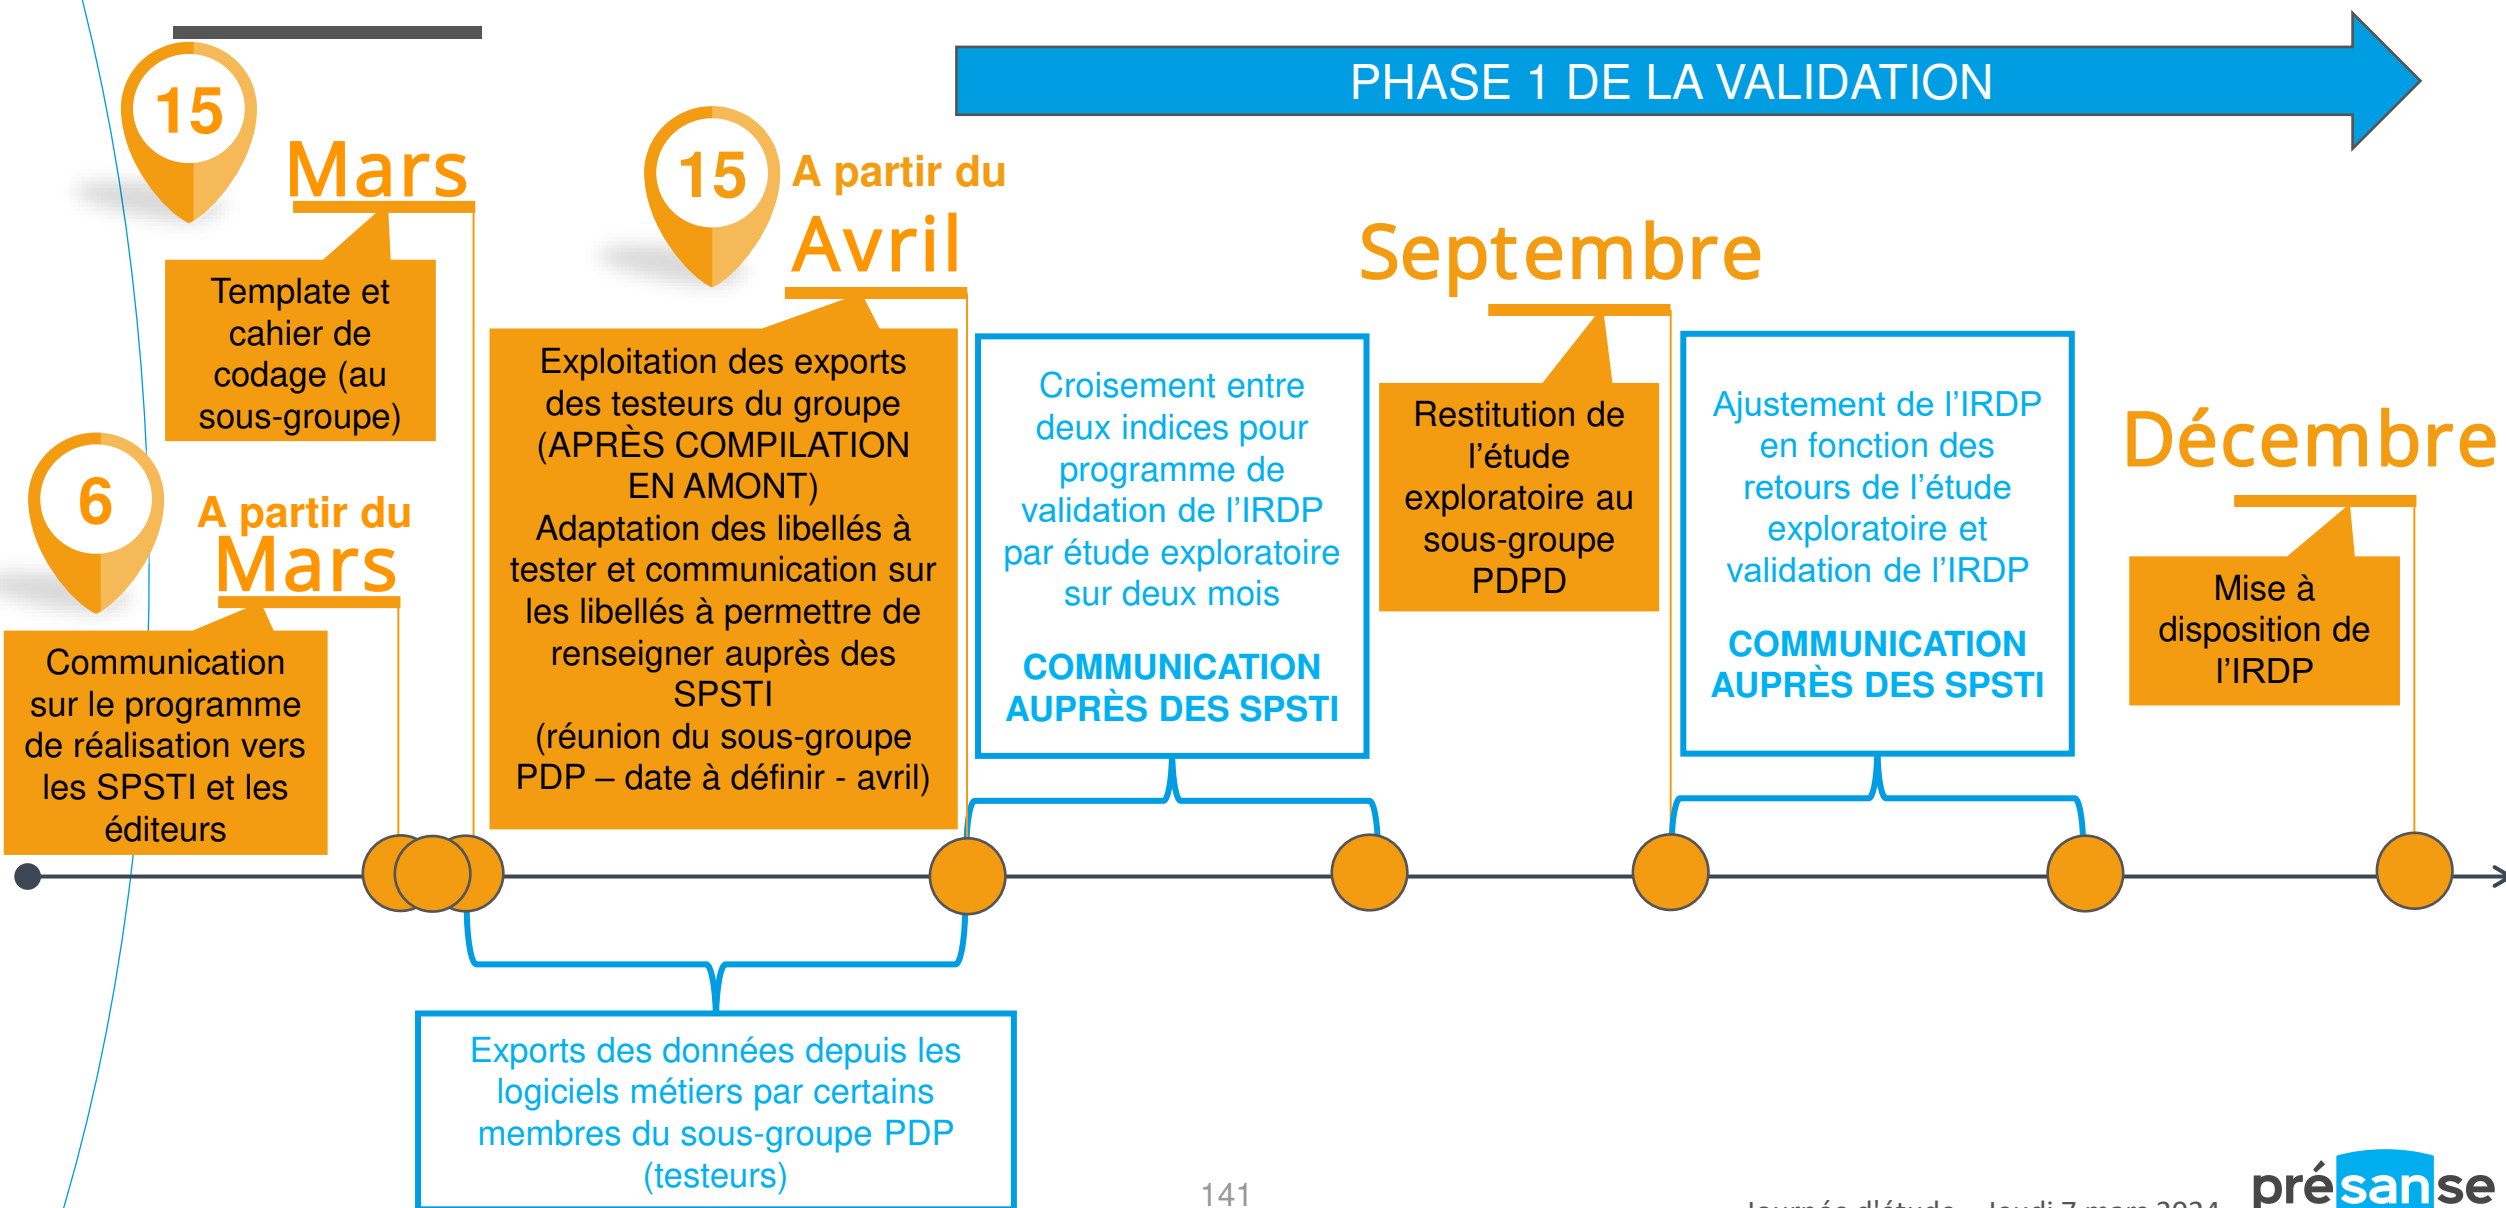 PHASE 1 DE LA VALIDATION
15
Mars
Template et
cahier de
codage (au
sous-groupe)
6
A partir du
Mars
Communication
sur le programme
de réalisation vers
les SPSTI et les
éditeurs
15
A partir du
Avril
Exploitation des exports
des testeurs du groupe
(APRÈS COMPILATION
EN AMONT)
Adaptation des libellés à
tester et communication sur
les libellés à permettre de
renseigner auprès des
SPSTI
(réunion du sous-groupe
PDP – date à définir - avril)
Croisement entre
deux indices pour
programme de
validation de l’IRDP
par étude exploratoire
sur deux mois
COMMUNICATION
AUPRÈS DES SPSTI
Septembre
Restitution de
l’étude
exploratoire au
sous-groupe
PDPD
Ajustement de l’IRDP
en fonction des
retours de l’étude
exploratoire et
validation de l’IRDP
COMMUNICATION
AUPRÈS DES SPSTI
Décembre
Mise à
disposition de
l’IRDP
Exports des données depuis les
logiciels métiers par certains
membres du sous-groupe PDP
(testeurs)
141
Journée d'étude – Jeudi 7 mars 2024
présanse